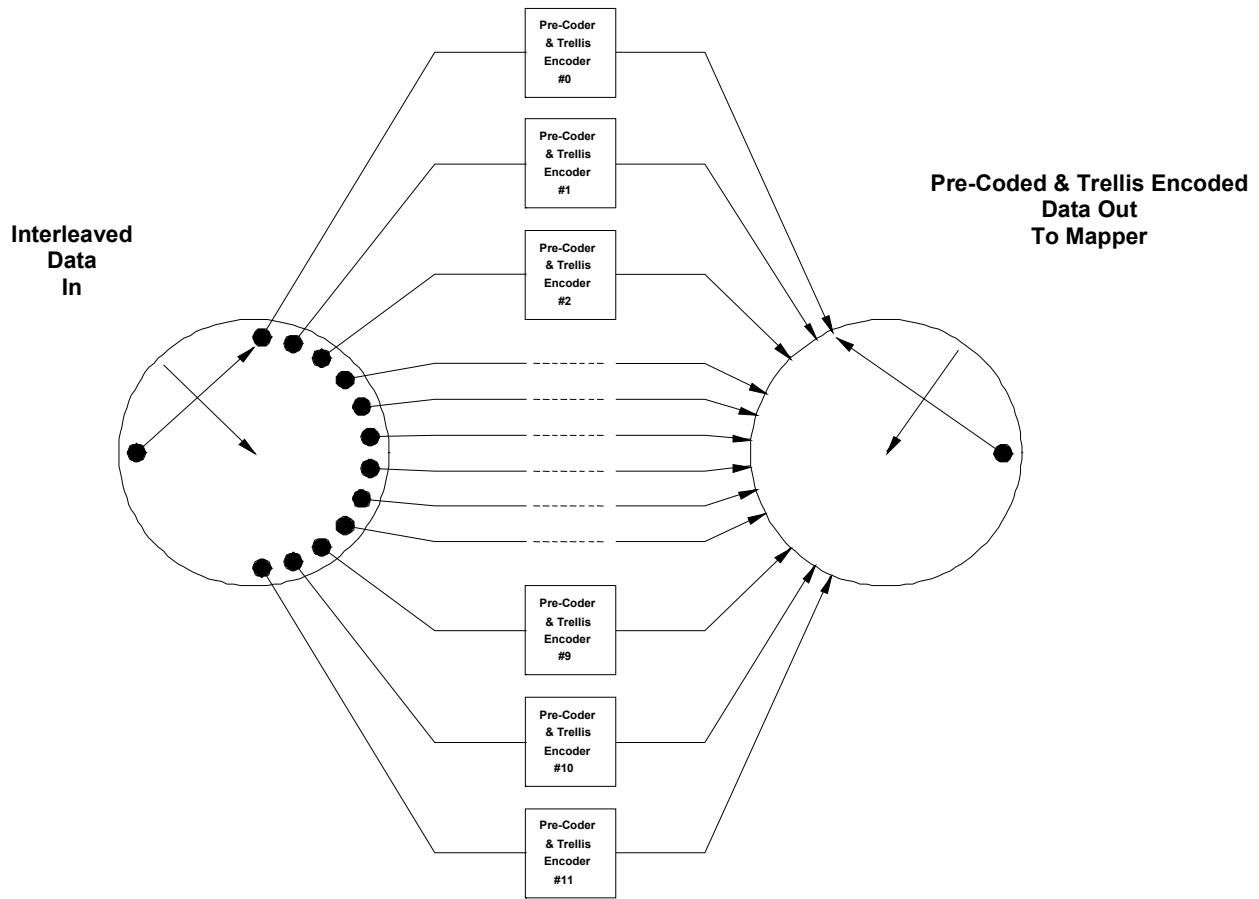 Pre-Coder
& Trellis
Encoder
#0
Pre-Coder
& Trellis
Encoder
#1
Pre-Coded & Trellis Encoded
Data Out
To Mapper
Interleaved
Data
In
Pre-Coder
& Trellis
Encoder
#2
Pre-Coder
& Trellis
Encoder
#9
Pre-Coder
& Trellis
Encoder
#10
Pre-Coder
& Trellis
Encoder
#11